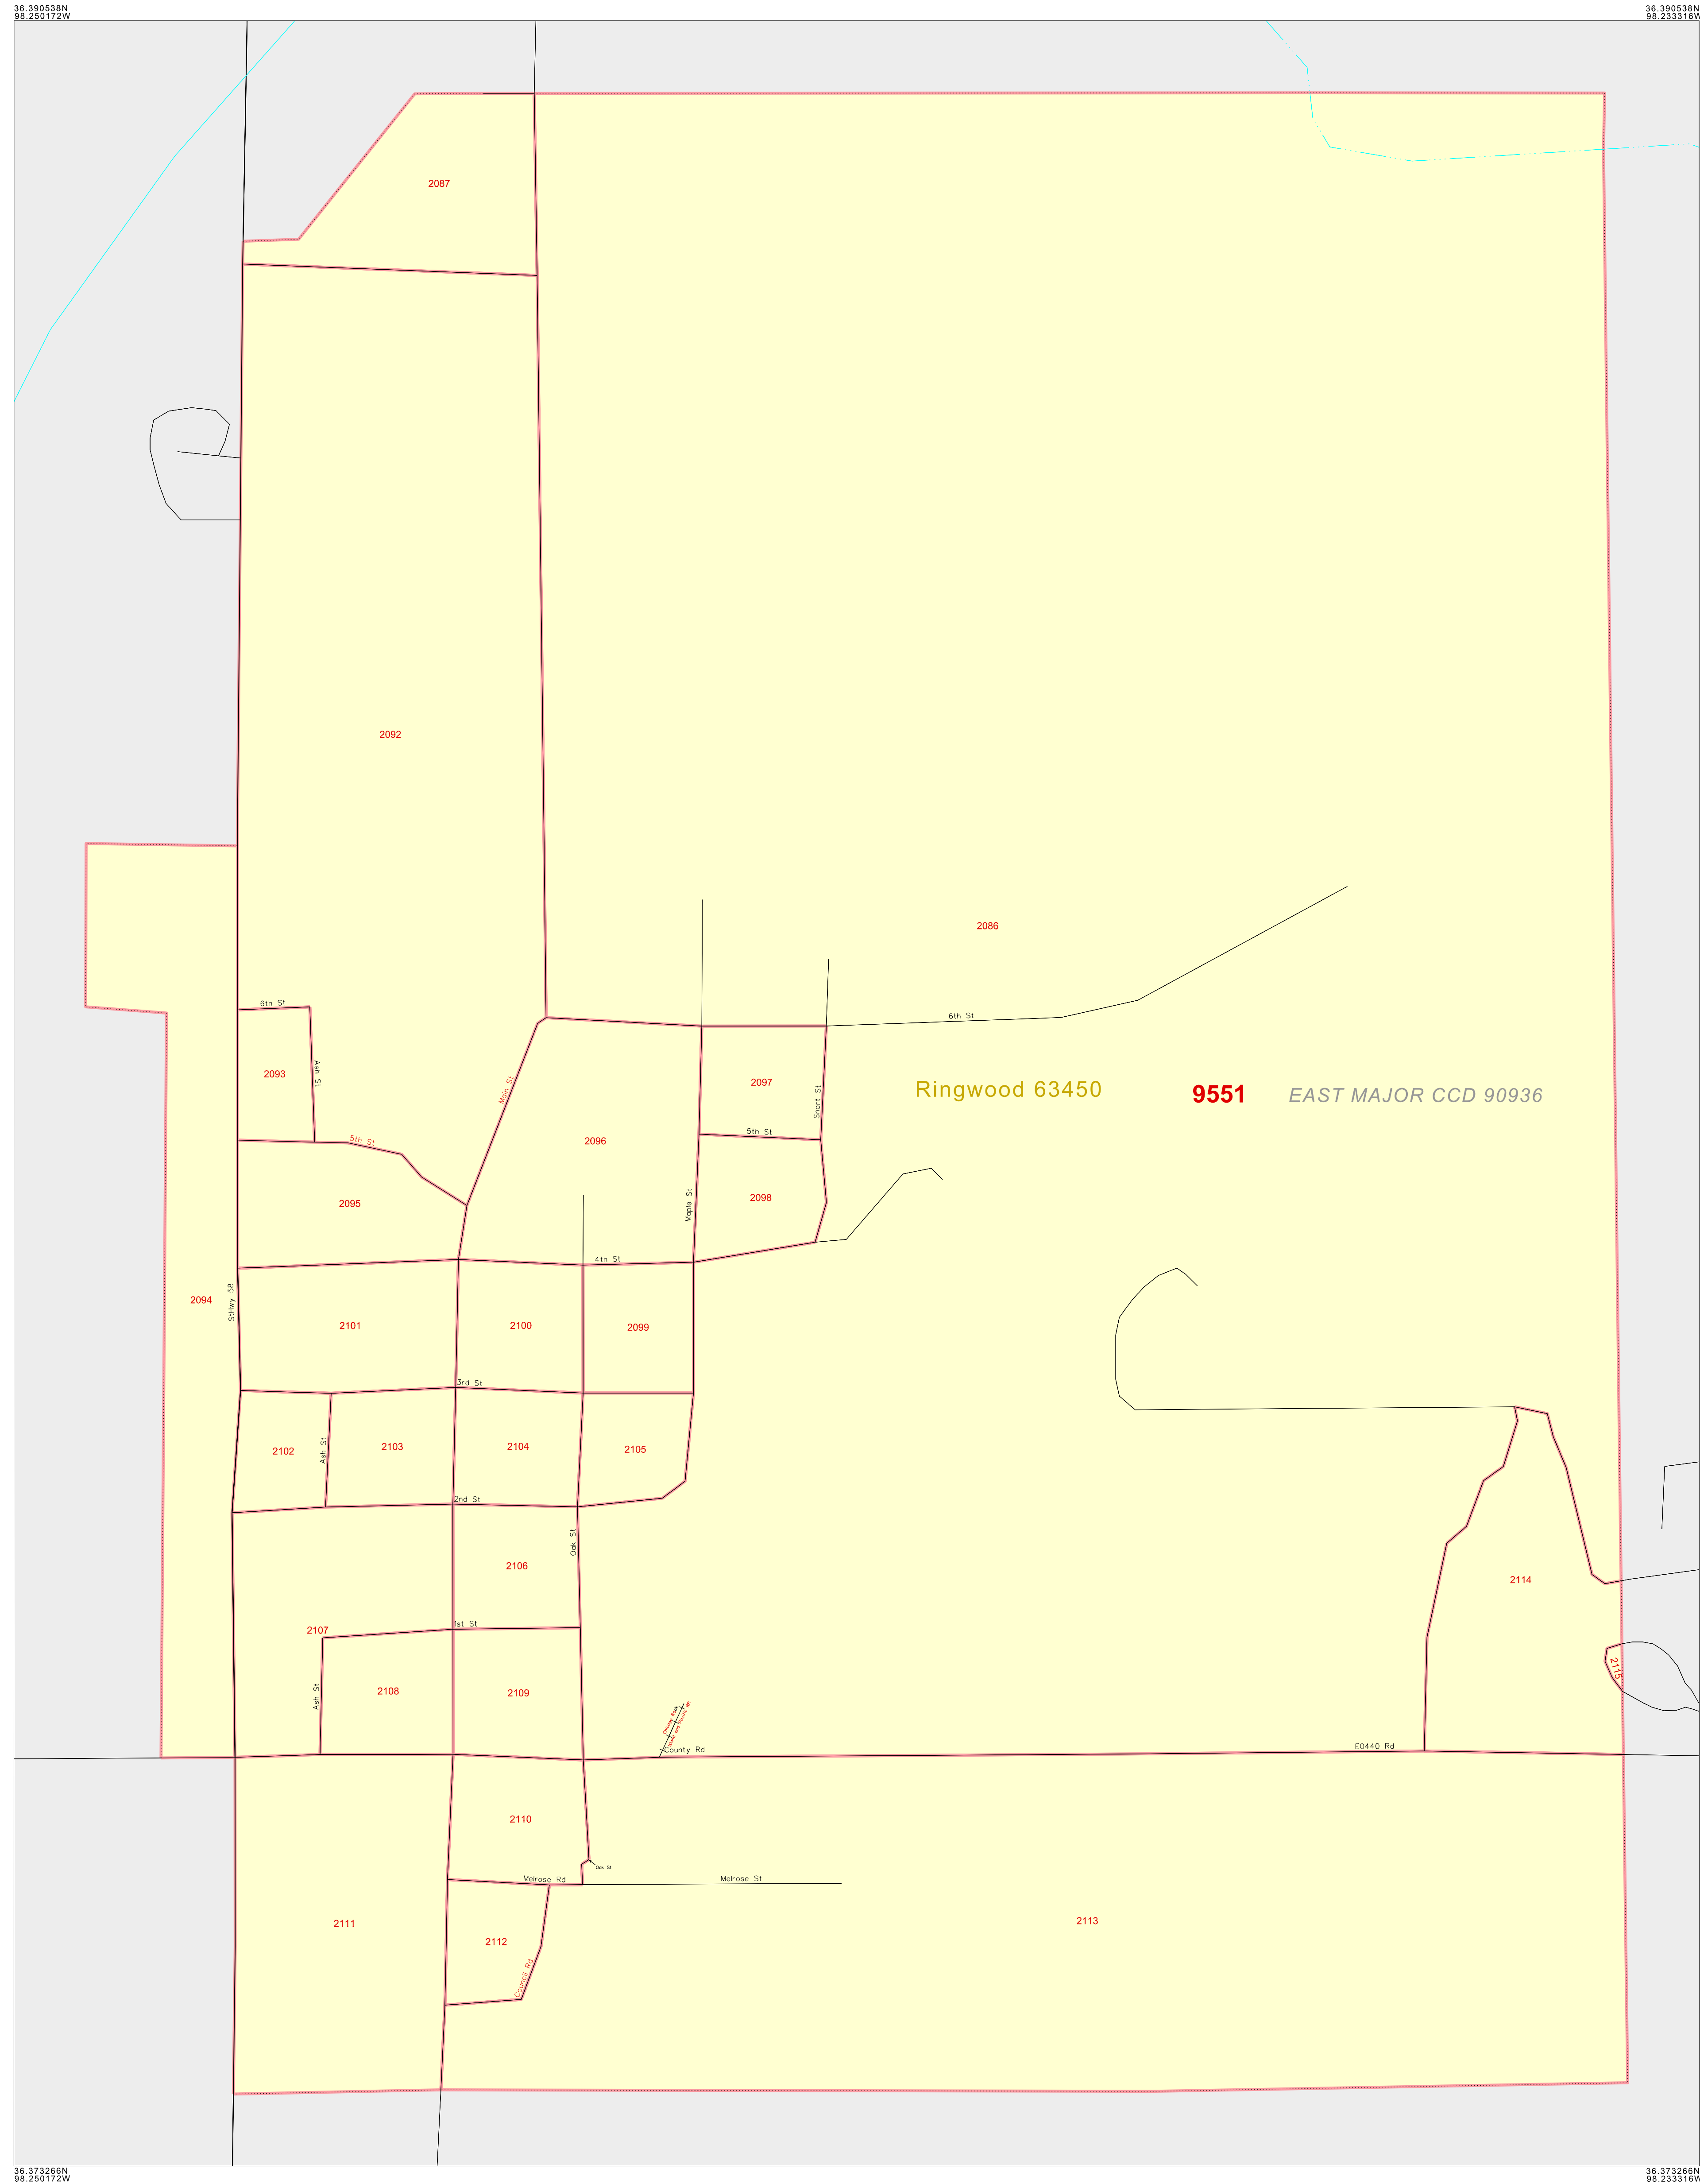 36.390538N
98.250172W
36.390538N
98.233316W
2087
2092
2086
6th St
6th St
Ash St
2093
Main St
2097
Short St
Ringwood 63450
9551
EAST MAJOR CCD 90936
5th St
5th St
2096
2095
Maple St
2098
4th St
2094
StHwy 58
2101
2100
2099
3rd St
2102
Ash St
2103
2104
2105
2nd St
Oak St
2106
2114
1st St
2107
2115
Ash St
2108
2109
County Rd
E0440 Rd
2110
Oak St
Melrose Rd
Melrose St
2111
2112
2113
Council Rd
36.373266N
98.250172W
36.373266N
98.233316W